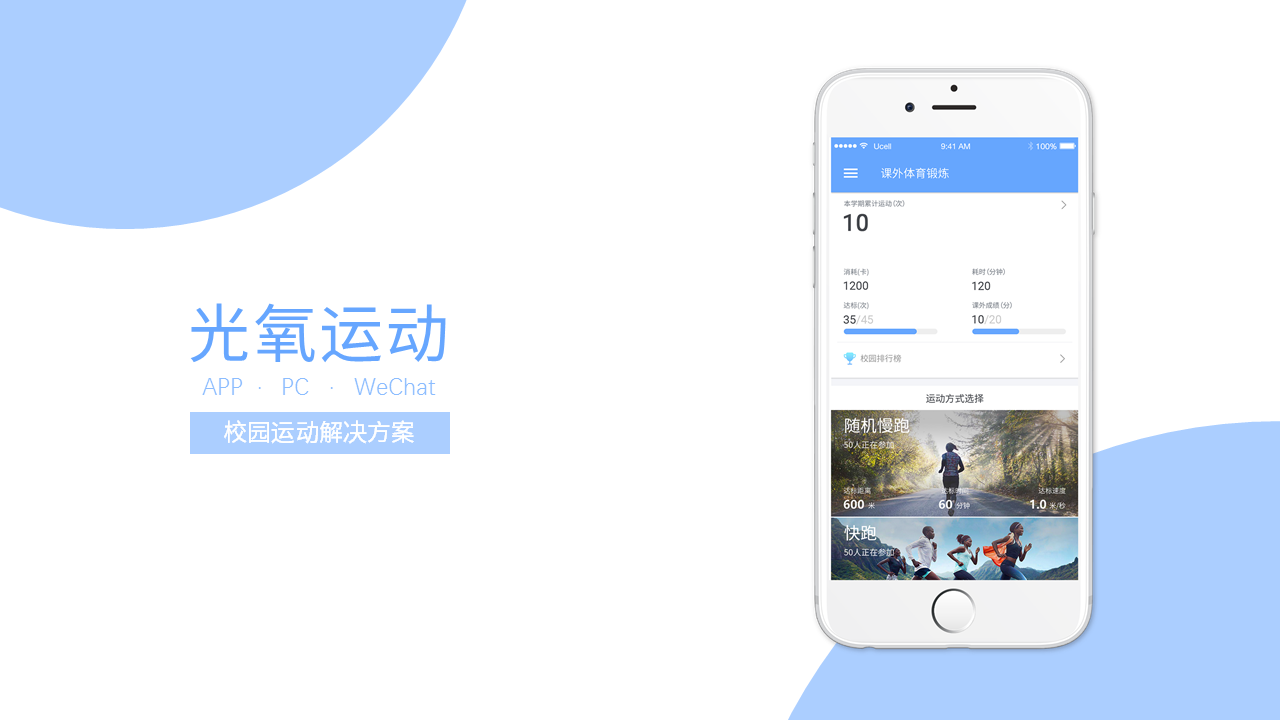 光氧运动
APP · PC · WeChat
校园运动解决方案
Ucell 9:41 AM 100%
课外体育锻炼
本学期累计运动(次)
10
消耗(卡) 耗时(分钟)
1200 120
达标(次) 课外成绩(分)
35/45 10/20
校园排行榜
运动方式选择
随机慢跑
50人正在参加
达标距离 达标时间 达标速度
600 米 60 分钟 1.0 米/秒
快跑
50人正在参加